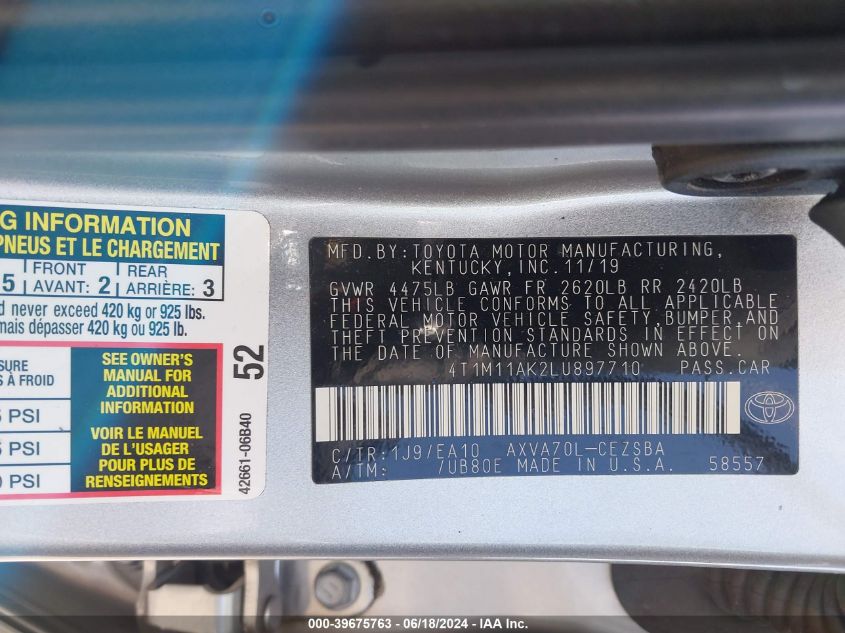 G INFORMATION
PNEUS ET LE CHARGEMENT
5 FRONT 2 REAR 3
AVANT: ARRIÈRE:
d never exceed 420 kg or 925 lbs.
mais dépasser 420 kg ou 925 lb.
SURE
S À FROID
PSI
PSI
PSI
SEE OWNER'S
MANUAL FOR
ADDITIONAL
INFORMATION
VOIR LE MANUEL
DE L'USAGER
POUR PLUS DE
RENSEIGNEMENTS
52
42661-06B40
MFD.BY:TOYOTA MOTOR MANUFACTURING,
KENTUCKY,INC.11/19
GVWR 4475LB GAWR FR 2620LB RR 2420LB
THIS VEHICLE CONFORMS TO ALL APPLICABLE
FEDERAL MOTOR VEHICLE SAFETY,BUMPER,AND
THEFT PREVENTION STANDARDS IN EFFECT ON
THE DATE OF MANUFACTURE SHOWN ABOVE.
4T1M11AK2LU897710 PASS.CAR
C/TR:1J9/EA10 AXVA70L-CEZSBA
A/TM: /UB80E MADE IN U.S.A. 58557
TOYOTA
000-39675763 - 06/18/2024 - IAAI.com